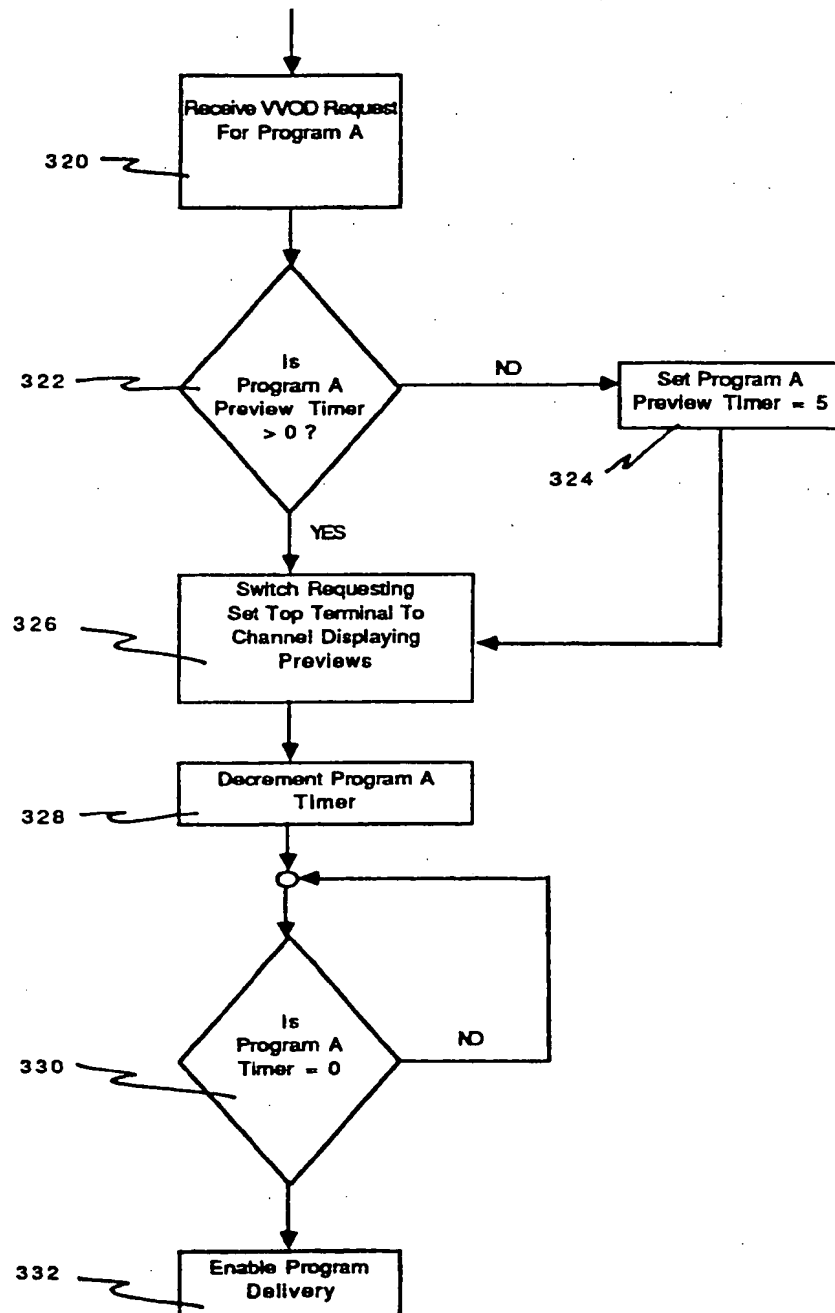 Receive VVOD Request
For Program A
320
Is
Program A
Preview Timer
> 0 ?
322
NO
Set Program A
Preview Timer = 5
324
YES
Switch Requesting
Set Top Terminal To
Channel Displaying
Previews
326
Decrement Program A
Timer
328
Is
Program A
Timer = 0
330
NO
Enable Program
Delivery
332